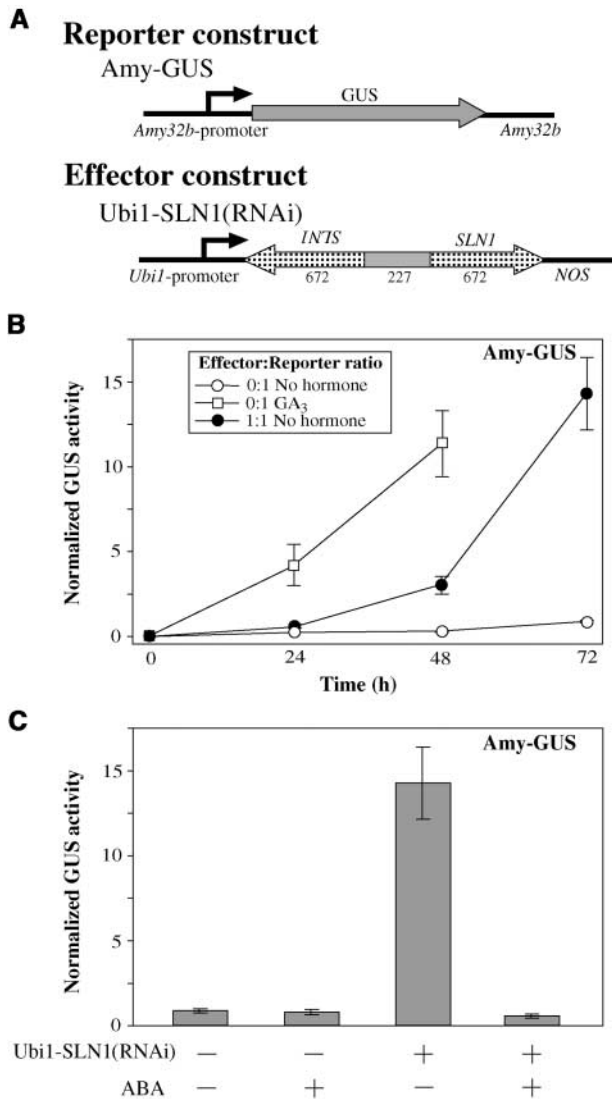 A
Reporter construct
Amy-GUS
GUS
Amy32b-promoter
Amy32b
Effector construct
Ubi1-SLN1(RNAi)
SLN1
SLN1
Ubi1-promoter
672
227
672
NOS
B
Amy-GUS
Effector:Reporter ratio
0:1 No hormone
0:1 GA3
1:1 No hormone
Normalized GUS activity
15
10
5
0
0
24
48
72
Time (h)
C
Amy-GUS
Normalized GUS activity
15
10
5
0
Ubi1-SLN1(RNAi) − − + +
ABA − + − +